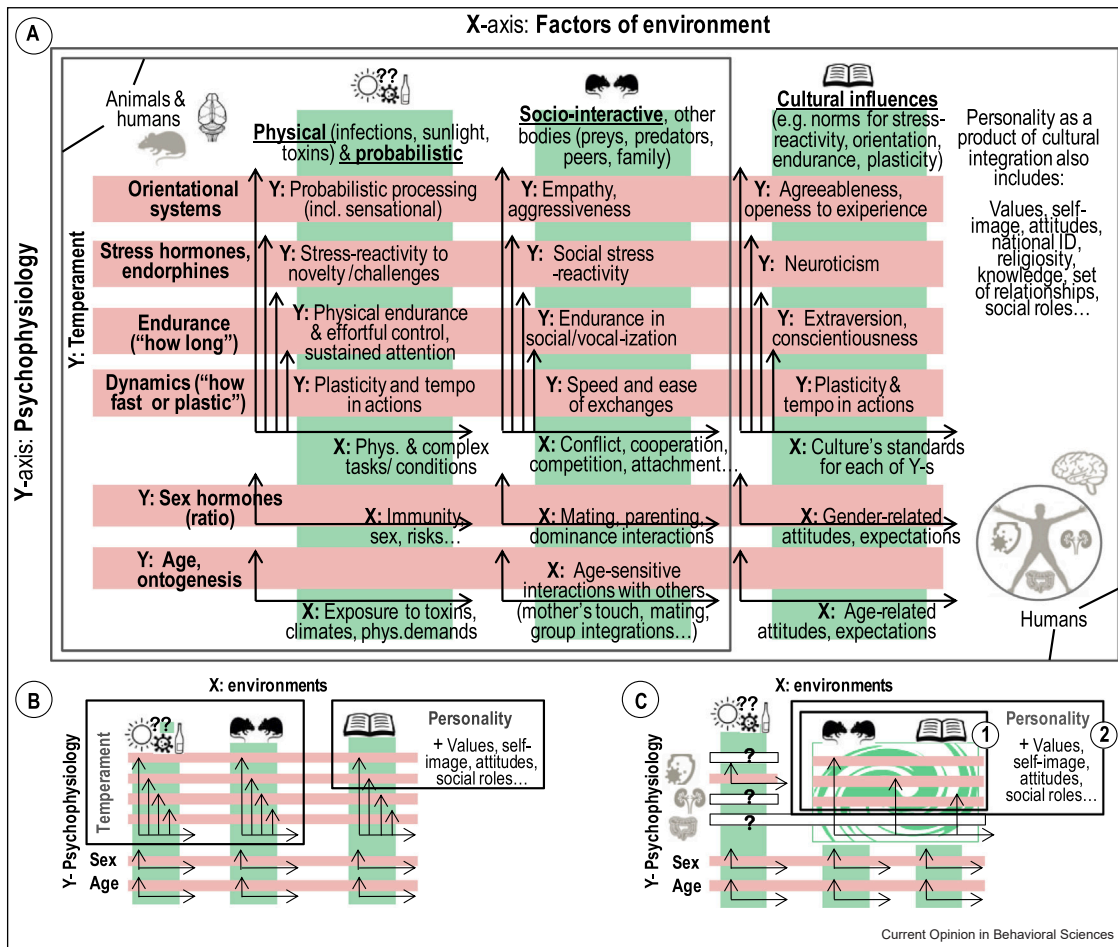 A
X-axis: Factors of environment
Animals &
humans
??
Physical (infections, sunlight,
toxins) & probabilistic
Socio-interactive, other
bodies (preys, predators,
peers, family)
Cultural influences
(e.g. norms for stress-
reactivity, orientation,
endurance, plasticity)
Personality as a
product of cultural
integration also
includes:
Values, self-
image, attitudes,
national ID,
religiosity,
knowledge, set
of relationships,
social roles…
Y-axis: Psychophysiology
Y: Temperament
Orientational
systems
Y: Probabilistic processing
(incl. sensational)
Y: Empathy,
aggressiveness
Y: Agreeableness,
openess to exiperience
Stress hormones,
endorphines
Y: Stress-reactivity to
novelty/challenges
Y: Social stress
-reactivity
Y: Neuroticism
Endurance
(“how long”)
Y: Physical endurance
& effortful control,
sustained attention
Y: Endurance in
social/vocal-ization
Y: Extraversion,
conscientiousness
Dynamics (“how
fast or plastic”)
Y: Plasticity and tempo
in actions
Y: Speed and ease
of exchanges
Y: Plasticity &
tempo in actions
X: Phys. & complex
tasks/ conditions
X: Conflict, cooperation,
competition, attachment…
X: Culture’s standards
for each of Y-s
Y: Sex hormones
(ratio)
X: Immunity,
sex, risks…
X: Mating, parenting,
dominance interactions
X: Gender-related
attitudes, expectations
Y: Age,
ontogenesis
X: Exposure to toxins,
climates, phys.demands
X: Age-sensitive
interactions with others
(mother’s touch, mating,
group integrations…)
X: Age-related
attitudes, expectations
Humans
B
X: environments
??
Y- Psychophysiology
Temperament
Personality
+ Values, self-
image, attitudes,
social roles…
Sex
Age
C
X: environments
??
Y- Psychophysiology
?
?
?
1
Personality
2
+ Values,
self-image,
attitudes,
social roles…
Sex
Age
Current Opinion in Behavioral Sciences